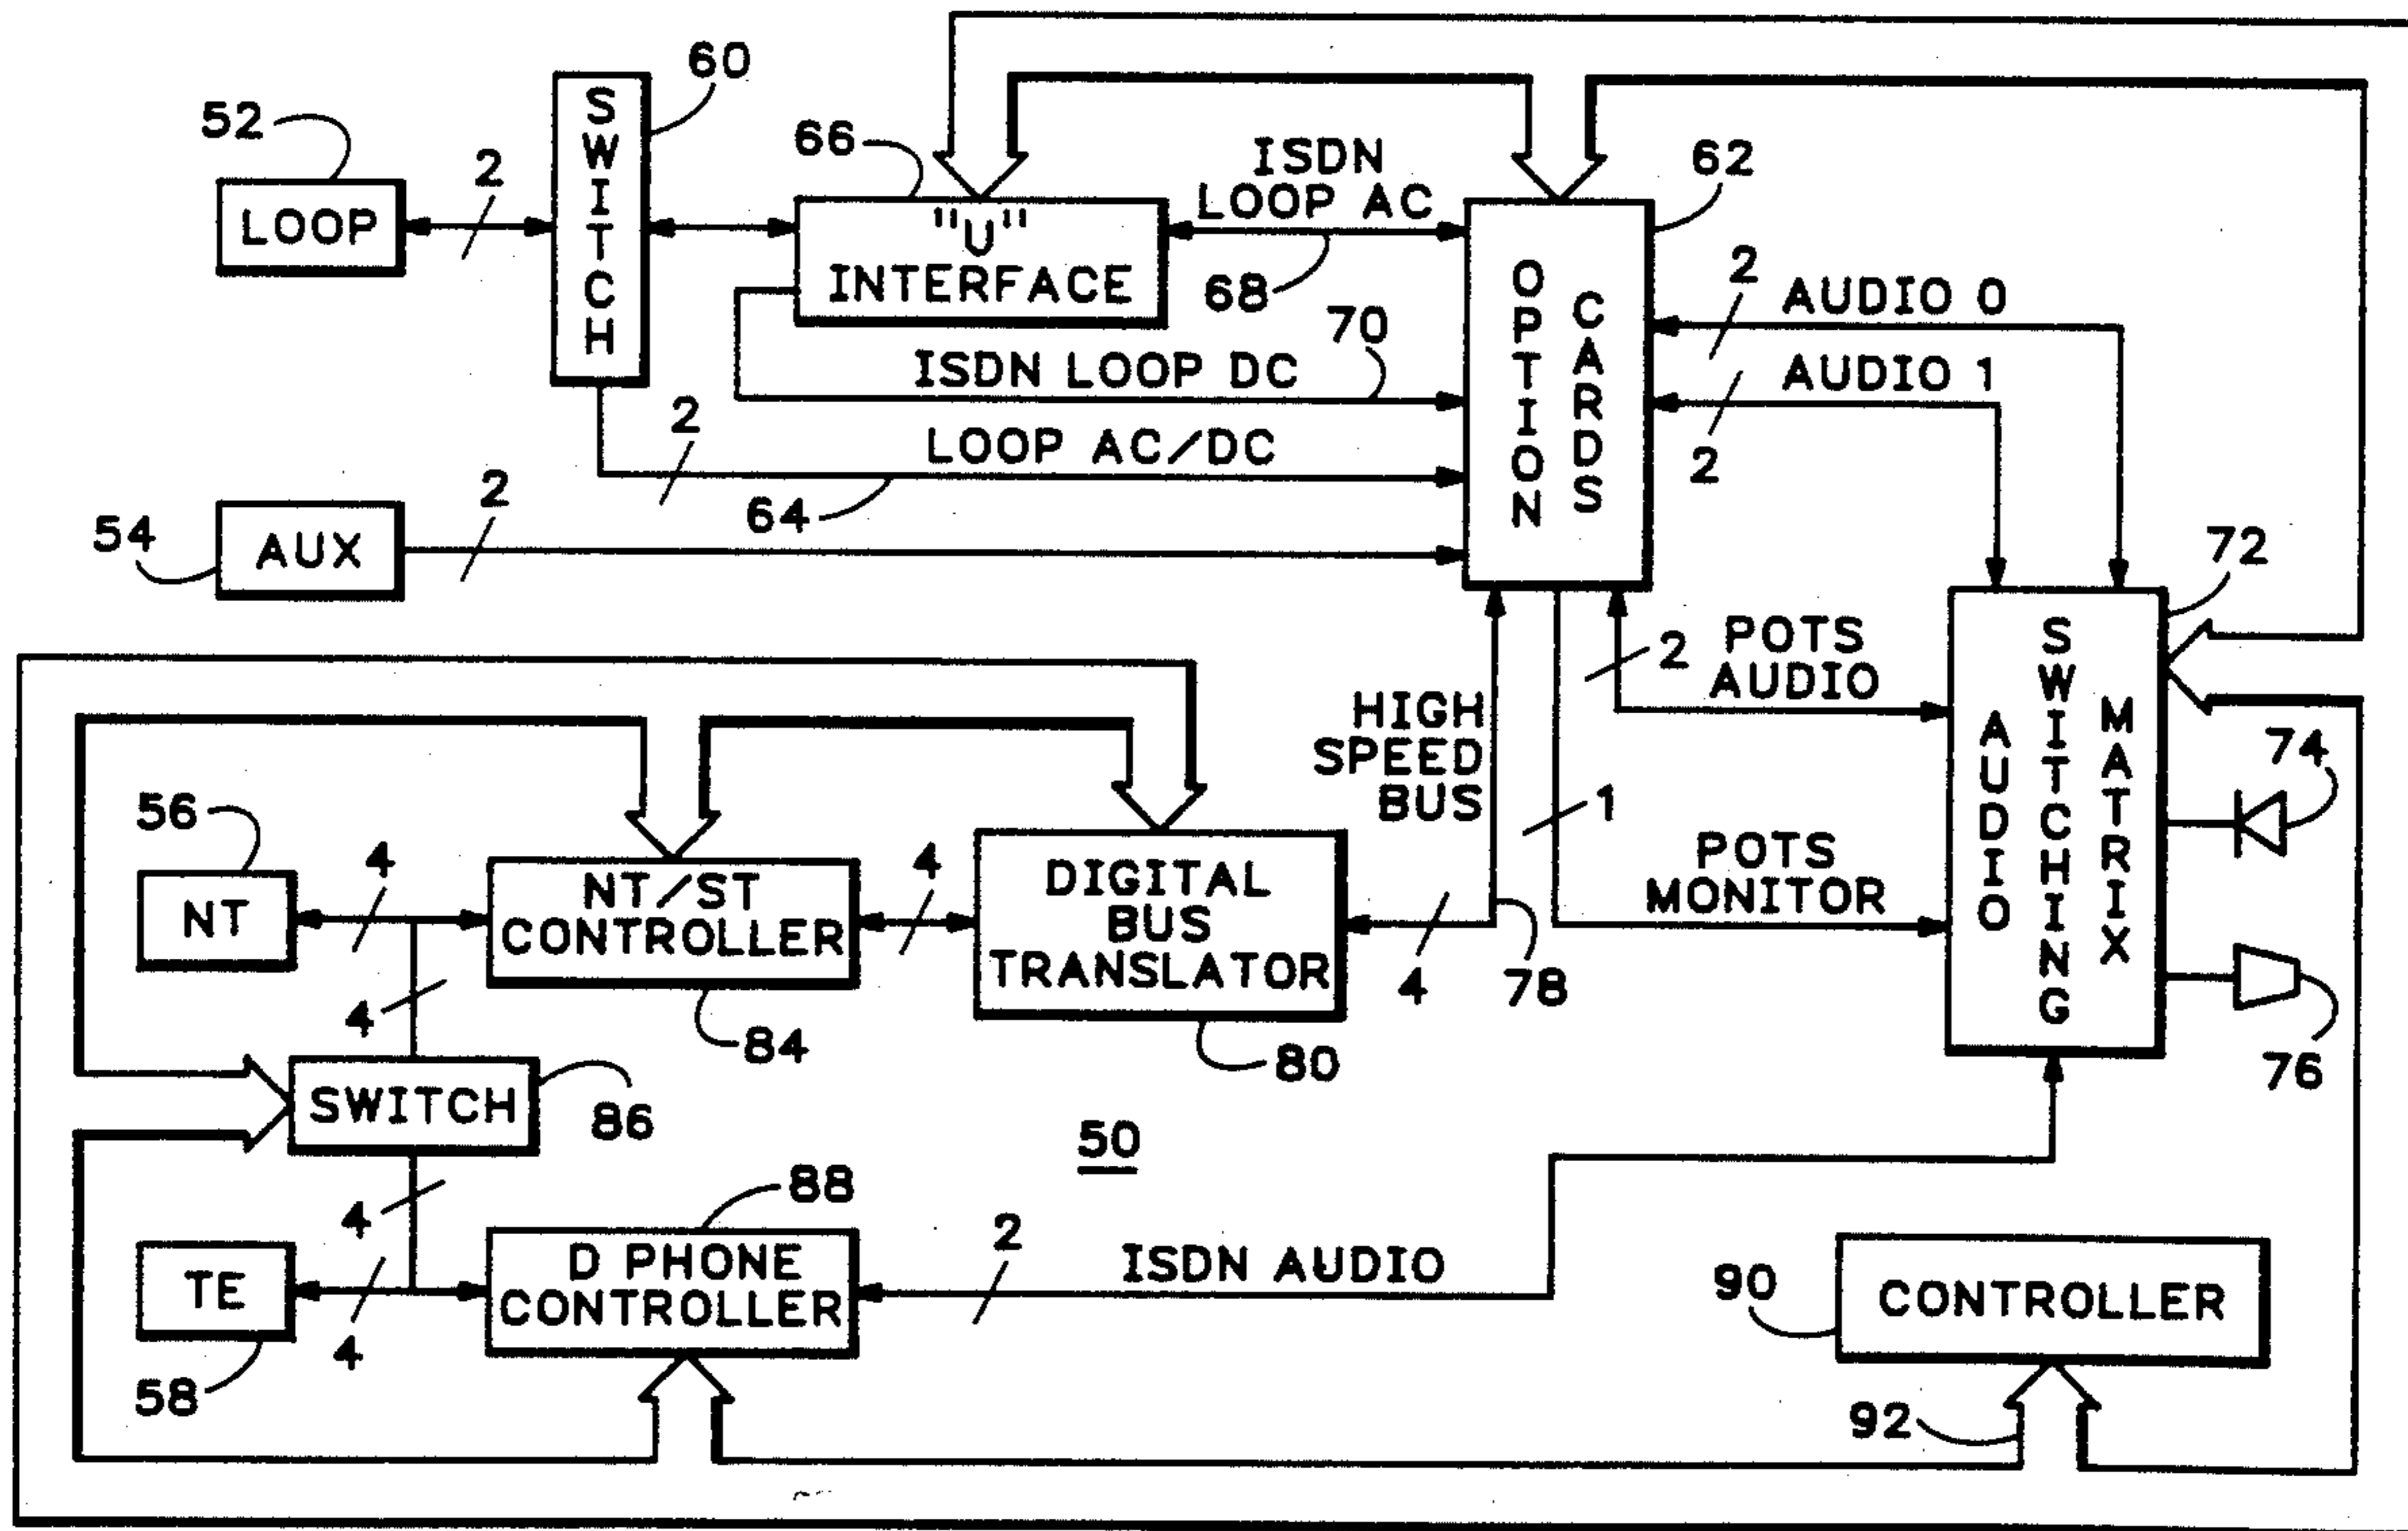 60
52
2
SWITCH
66
ISDN
LOOP AC
62
LOOP
"U"
INTERFACE
68
70
OPTION
CARDS
2
AUDIO 0
ISDN LOOP DC
AUDIO 1
2
2
LOOP AC/DC
64
54
AUX
2
72
2
POTS
AUDIO
HIGH
SPEED
BUS
AUDIO
SWITCHING
MATRIX
74
56
4
1
NT
NT/ST
CONTROLLER
4
DIGITAL
BUS
TRANSLATOR
POTS
MONITOR
4
78
4
84
80
76
SWITCH
86
50
88
4
TE
D PHONE
CONTROLLER
2
ISDN AUDIO
90
CONTROLLER
4
58
92